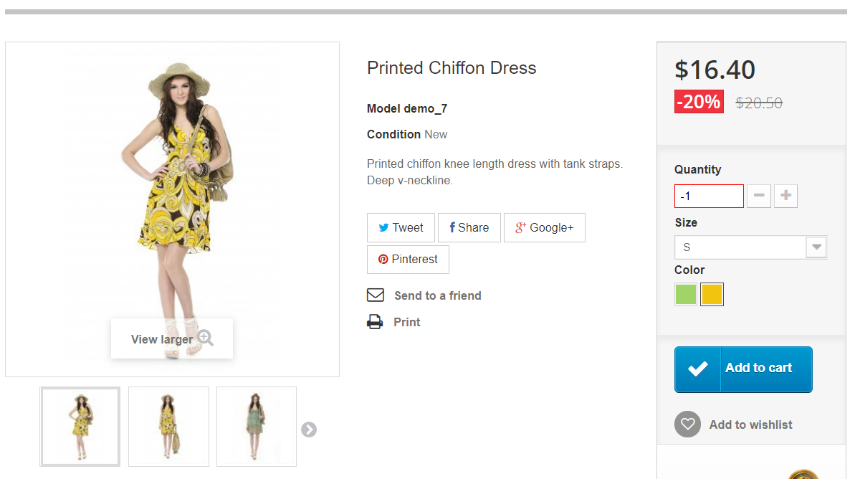 Printed Chiffon Dress
Model demo_7
Condition New
Printed chiffon knee length dress with tank straps.
Deep v-neckline.
Tweet
Share
Google+
Pinterest
Send to a friend
Print
View larger
$16.40
-20% $20.50
Quantity
-1
Size
S
Color
Add to cart
Add to wishlist